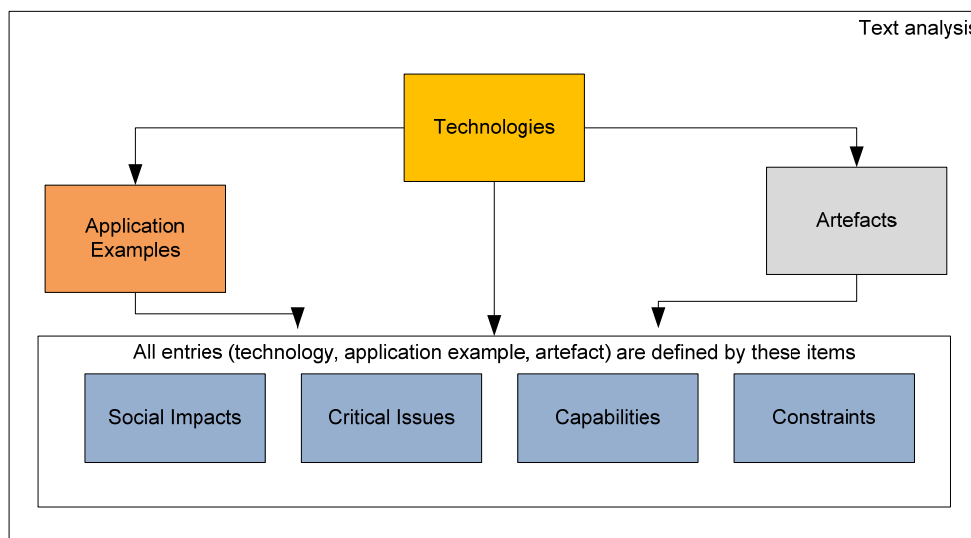 Text analysis
Technologies
Application
Examples
Artefacts
All entries (technology, application example, artefact) are defined by these items
Social Impacts
Critical Issues
Capabilities
Constraints